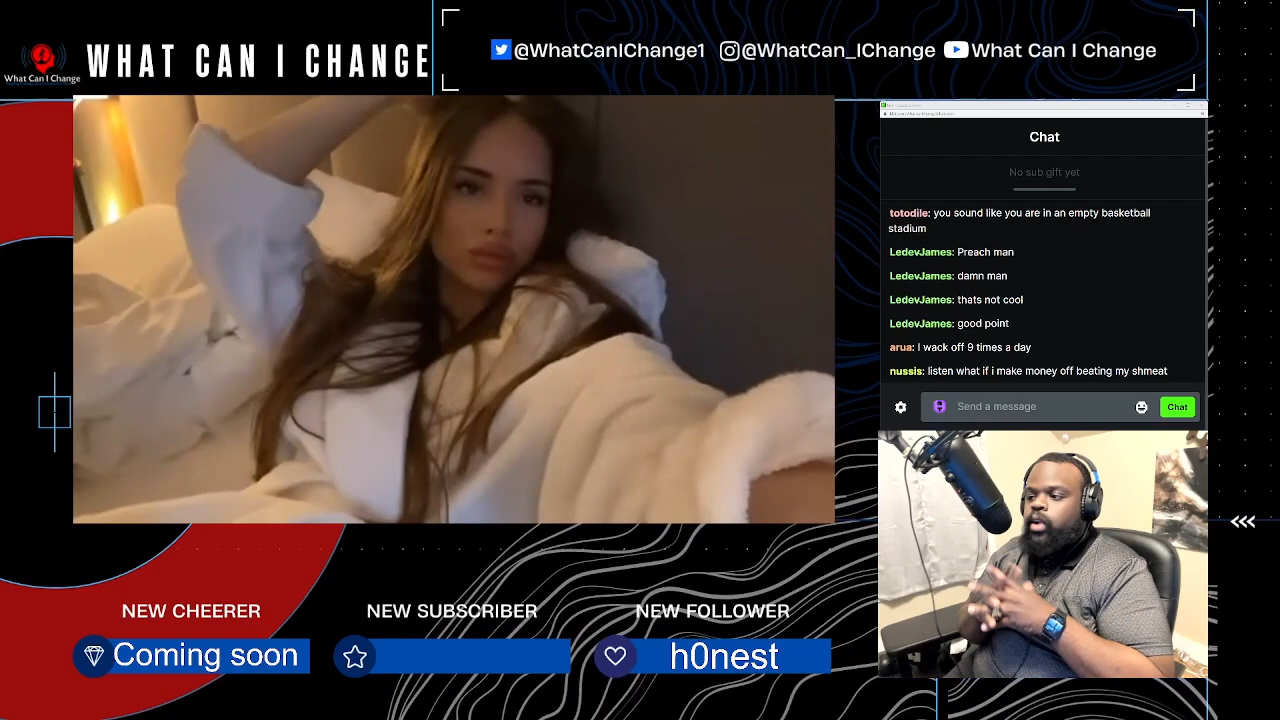 What Can I Change
WHAT CAN I CHANGE
@WhatCanIChange1 @WhatCan_IChange What Can I Change
Chat
No sub gift yet
totodile: you sound like you are in an empty basketball
stadium
LedevJames: Preach man
LedevJames: damn man
LedevJames: thats not cool
LedevJames: good point
arua: I wack off 9 times a day
nussis: listen what if i make money off beating my shmeat
Send a message
Chat
NEW CHEERER
NEW SUBSCRIBER
NEW FOLLOWER
Coming soon
h0nest